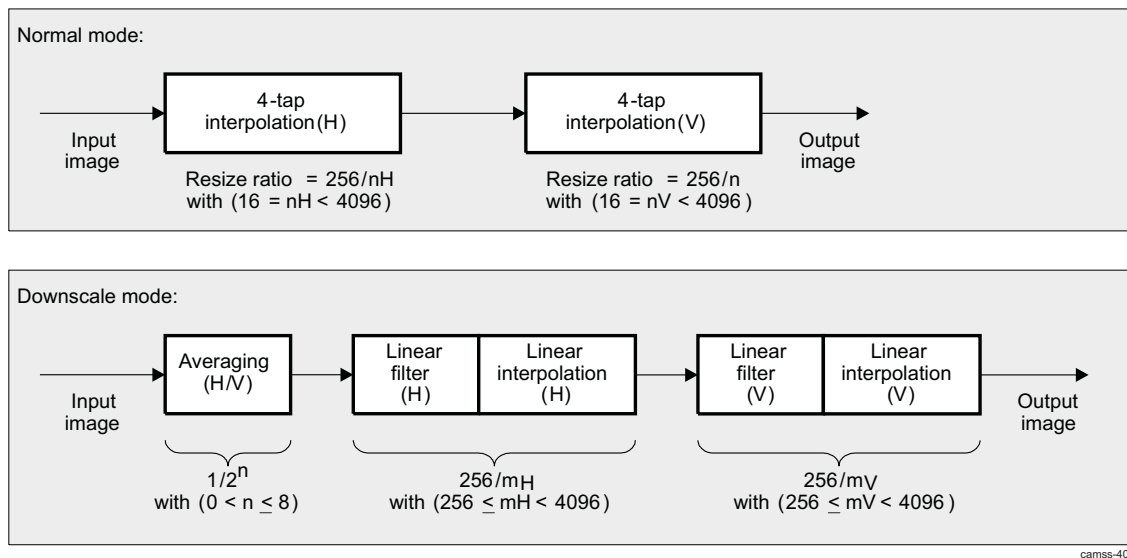 Normal mode:
4-tap
interpolation(H)
4-tap
interpolation(V)
Input
image
Output
image
Resize ratio = 256/nH
with (16 = nH < 4096)
Resize ratio = 256/n
with (16 = nV < 4096)
Downscale mode:
Averaging
(H/V)
Linear
filter
(H)
Linear
interpolation
(H)
Linear
filter
(V)
Linear
interpolation
(V)
Input
image
Output
image
1/2^n
with (0 < n ≤ 8)
256/mH
with (256 ≤ mH < 4096)
256/mV
with (256 ≤ mV < 4096)
camss-40